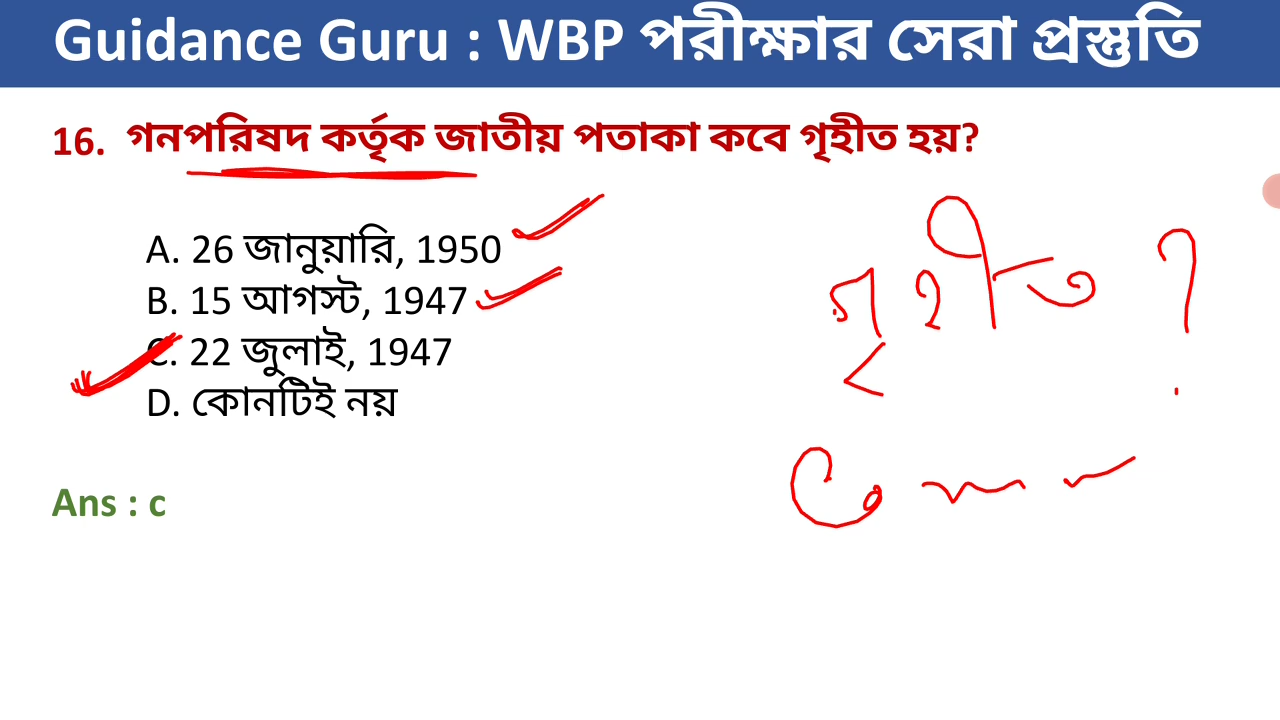 Guidance Guru : WBP পরীক্ষার সেরা প্রস্তুতি
16. গনপরিষদ কর্তৃক জাতীয় পতাকা কবে গৃহীত হয়?
A. 26 জানুয়ারি, 1950
B. 15 আগস্ট, 1947
C. 22 জুলাই, 1947
D. কোনটিই নয়
গৃহীত ?
Ans : c